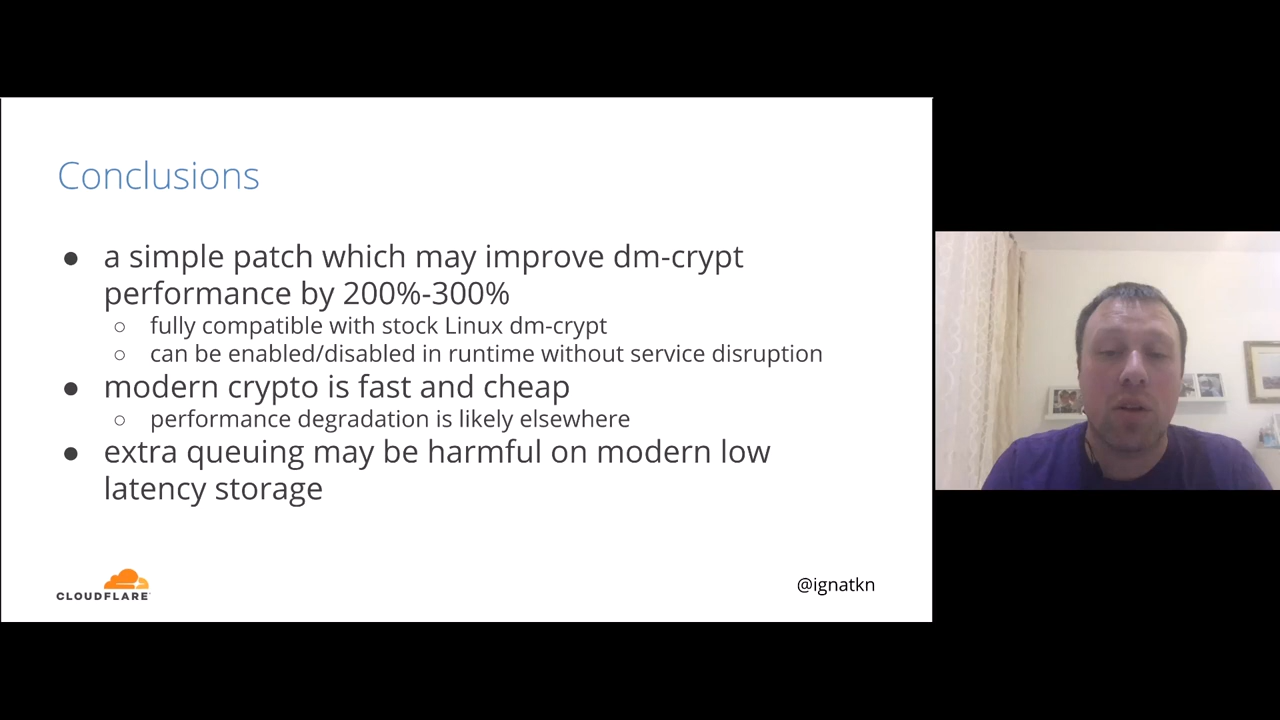 Conclusions
● a simple patch which may improve dm-crypt
performance by 200%-300%
○ fully compatible with stock Linux dm-crypt
○ can be enabled/disabled in runtime without service disruption
● modern crypto is fast and cheap
○ performance degradation is likely elsewhere
● extra queuing may be harmful on modern low
latency storage
CLOUDFLARE
@ignatkn